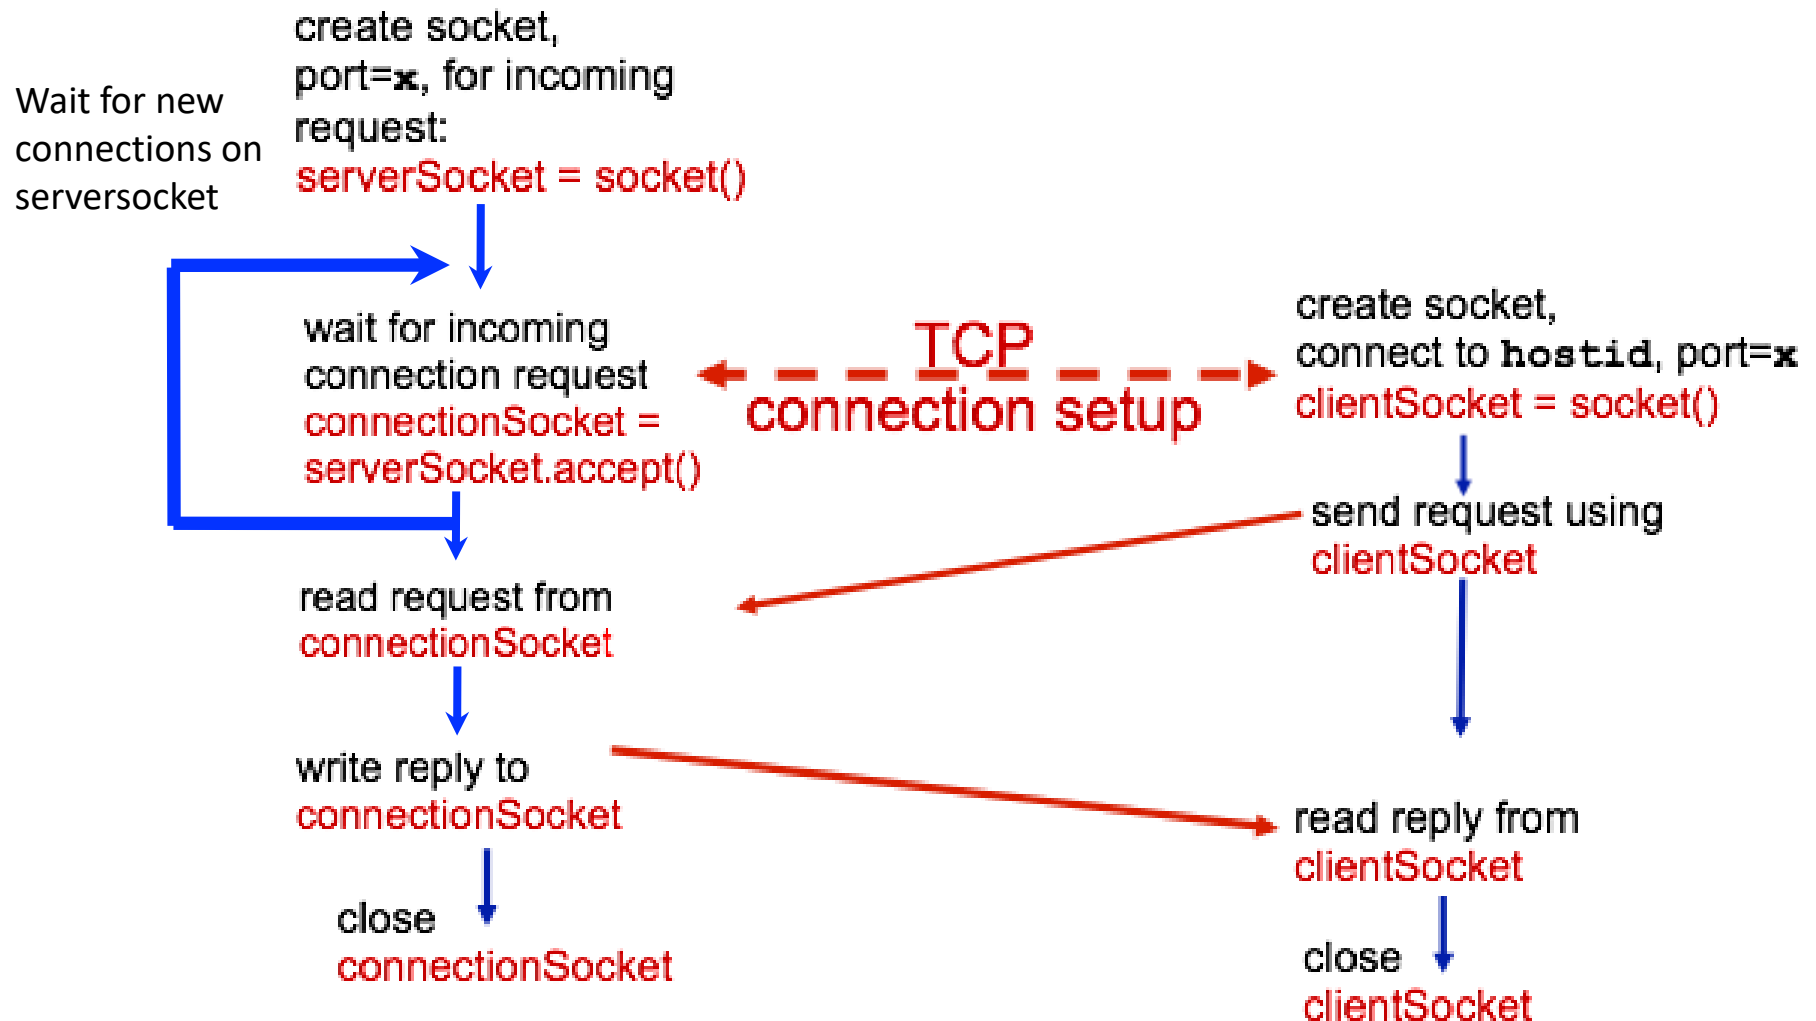 Wait for new
connections on
serversocket
create socket,
port=x, for incoming
request:
serverSocket = socket()
wait for incoming
connection request
connectionSocket =
serverSocket.accept()
TCP
connection setup
create socket,
connect to hostid, port=x
clientSocket = socket()
send request using
clientSocket
read request from
connectionSocket
write reply to
connectionSocket
read reply from
clientSocket
close
connectionSocket
close
clientSocket